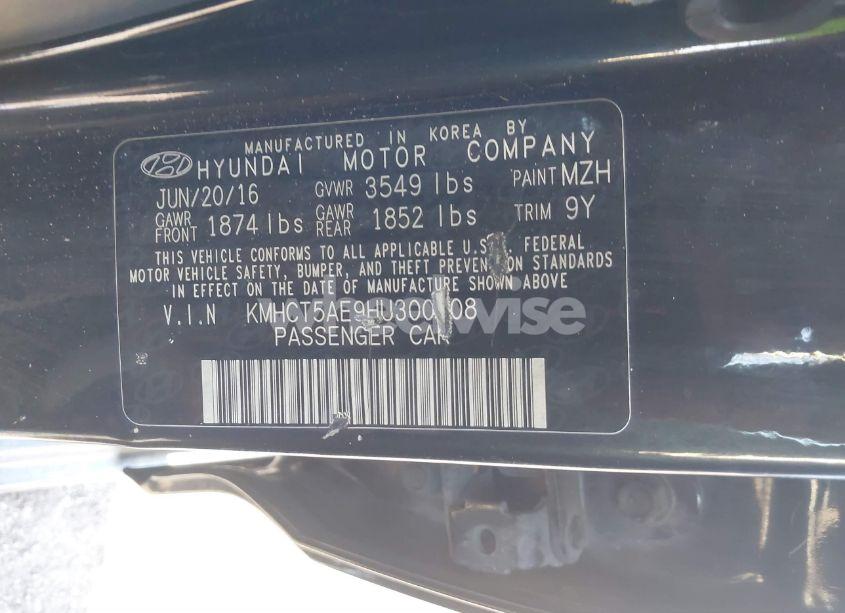 MANUFACTURED IN KOREA BY
HYUNDAI MOTOR COMPANY
JUN/20/16 GVWR 3549 lbs PAINT MZH
GAWR FRONT 1874 lbs GAWR REAR 1852 lbs TRIM 9Y
THIS VEHICLE CONFORMS TO ALL APPLICABLE U.S. FEDERAL
MOTOR VEHICLE SAFETY, BUMPER, AND THEFT PREVENTION STANDARDS
IN EFFECT ON THE DATE OF MANUFACTURE SHOWN ABOVE
V.I.N
PASSENGER CAR
wheelwise